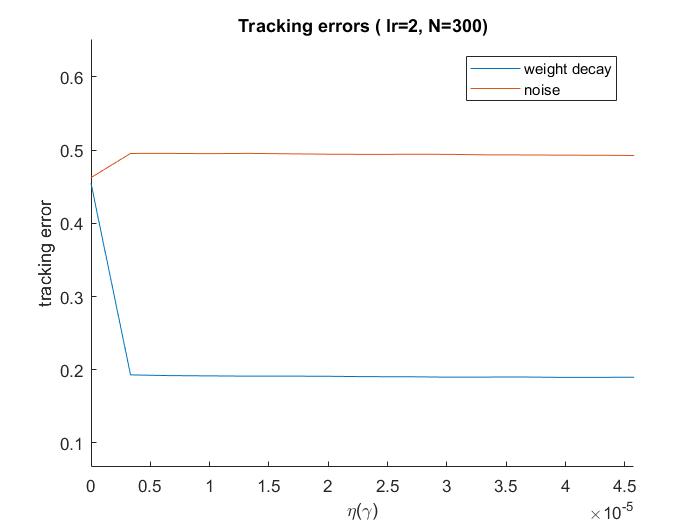 Tracking errors ( lr=2, N=300)
weight decay
noise
tracking error
0.6
0.5
0.4
0.3
0.2
0.1
0 0.5 1 1.5 2 2.5 3 3.5 4 4.5
η(γ)
×10⁻⁵